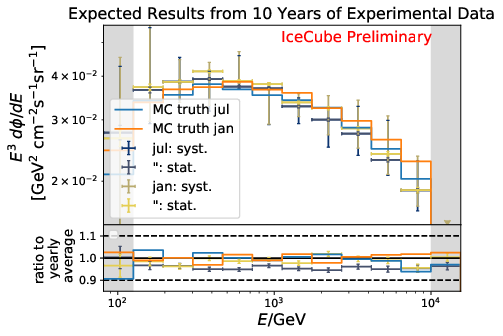 Expected Results from 10 Years of Experimental Data
IceCube Preliminary
E³ dϕ/dE
[GeV² cm⁻²s⁻¹sr⁻¹]
4 × 10⁻²
3 × 10⁻²
2 × 10⁻²
MC truth jul
MC truth jan
jul: syst.
": stat.
jan: syst.
": stat.
ratio to
yearly
average
1.1
1.0
0.9
10² 10³ 10⁴
E/GeV